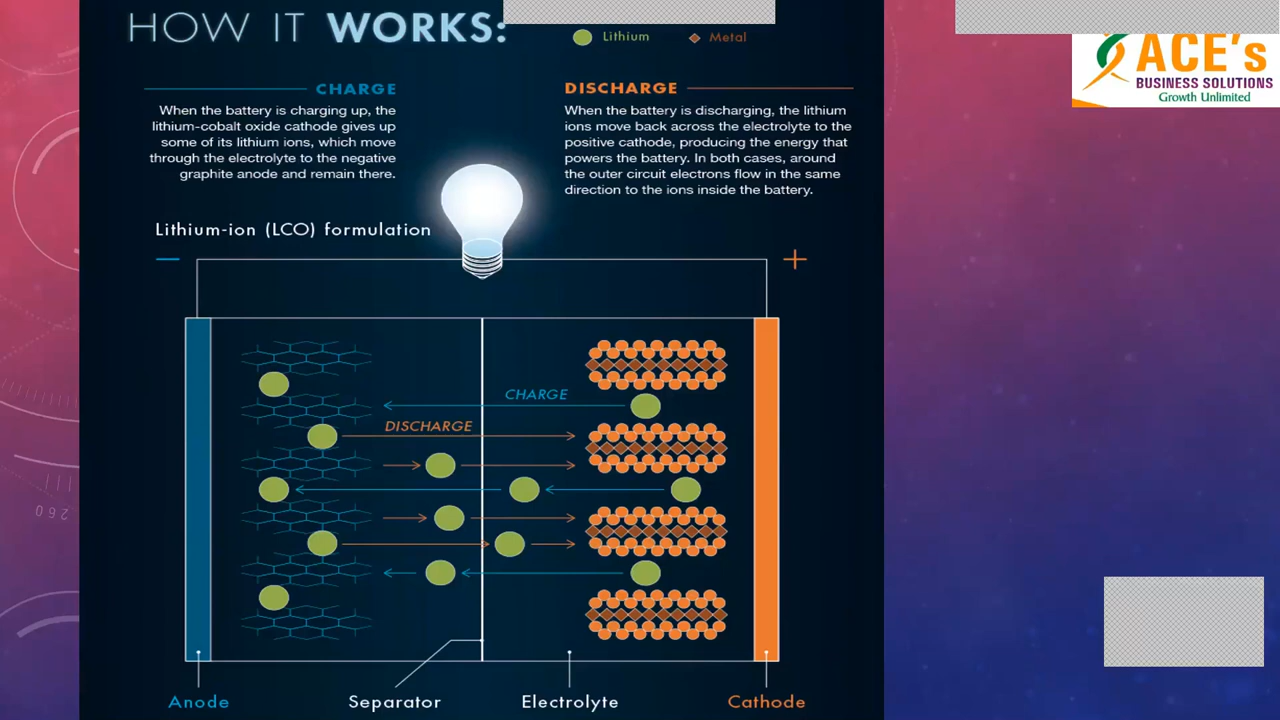 HOW IT WORKS:
Lithium
Metal
ACE's
BUSINESS SOLUTIONS
Growth Unlimited
CHARGE
When the battery is charging up, the
lithium-cobalt oxide cathode gives up
some of its lithium ions, which move
through the electrolyte to the negative
graphite anode and remain there.
DISCHARGE
When the battery is discharging, the lithium
ions move back across the electrolyte to the
positive cathode, producing the energy that
powers the battery. In both cases, around
the outer circuit electrons flow in the same
direction to the ions inside the battery.
Lithium-ion (LCO) formulation
− +
CHARGE
DISCHARGE
260
Anode
Separator
Electrolyte
Cathode